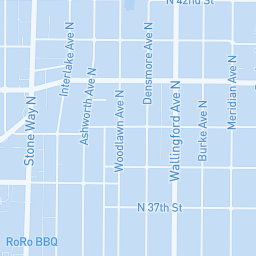 N 42nd St
Interlake Ave N
Densmore Ave N
Meridian Ave N
Stone Way N
Ashworth Ave N
Woodlawn Ave N
Wallingford Ave N
Burke Ave N
N 37th St
RoRo BBQ